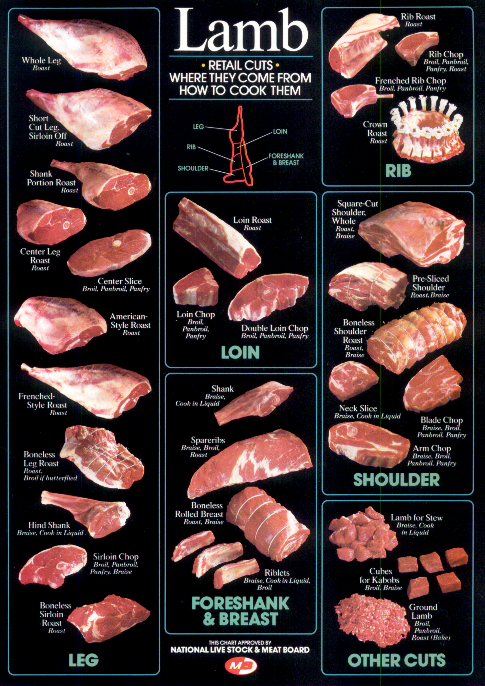 Lamb
• RETAIL CUTS •
WHERE THEY COME FROM
HOW TO COOK THEM
LEG
LOIN
RIB
FORESHANK
& BREAST
SHOULDER
Whole Leg
Roast
Short
Cut Leg,
Sirloin Off
Roast
Shank
Portion Roast
Roast
Center Leg
Roast
Roast
Center Slice
Broil, Panbroil, Panfry
American-
Style Roast
Roast
Frenched-
Style Roast
Roast
Boneless
Leg Roast
Roast,
Broil if butterflied
Hind Shank
Braise, Cook in Liquid
Sirloin Chop
Broil, Panbroil,
Panfry, Braise
Boneless
Sirloin
Roast
Roast
LEG
Loin Roast
Roast
Loin Chop
Broil,
Panbroil,
Panfry
Double Loin Chop
Broil, Panbroil, Panfry
LOIN
Shank
Braise,
Cook in Liquid
Spareribs
Braise, Broil,
Roast
Boneless
Rolled Breast
Roast, Braise
Riblets
Braise, Cook in Liquid,
Broil
FORESHANK
& BREAST
THIS CHART APPROVED BY
NATIONAL LIVE STOCK & MEAT BOARD
Rib Roast
Roast
Rib Chop
Broil, Panbroil,
Panfry, Roast
Frenched Rib Chop
Broil, Panbroil, Panfry
Crown
Roast
Roast
RIB
Square-Cut
Shoulder,
Whole
Roast,
Braise
Pre-Sliced
Shoulder
Roast, Braise
Boneless
Shoulder
Roast
Roast,
Braise
Neck Slice
Braise, Cook in Liquid
Blade Chop
Braise, Broil,
Panbroil, Panfry
Arm Chop
Braise, Broil,
Panbroil, Panfry
SHOULDER
Lamb for Stew
Braise, Cook
in Liquid
Cubes
for Kabobs
Broil, Braise
Ground
Lamb
Broil,
Panbroil,
Roast (Bake)
OTHER CUTS